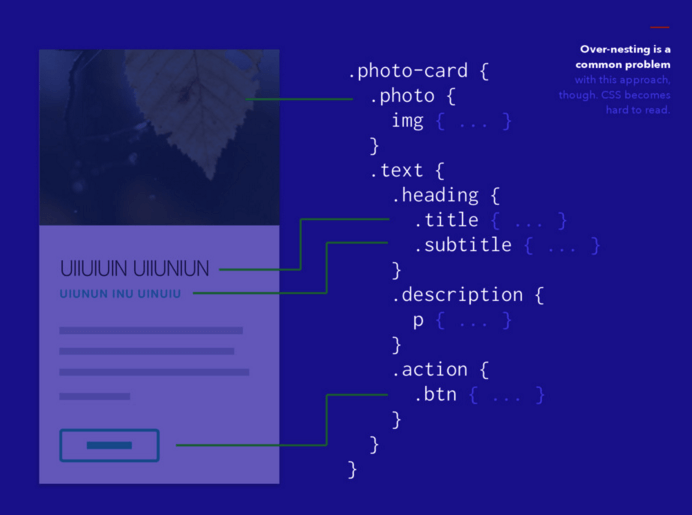 Over-nesting is a
common problem
with this approach,
though. CSS becomes
hard to read.
.photo-card {
.photo {
img { ... }
}
.text {
.heading {
.title { ... }
.subtitle { ... }
}
.description {
p { ... }
}
.action {
.btn { ... }
}
}
}
UIIUIUIN UIIUNIUN
UIUNUN INU UINUIU